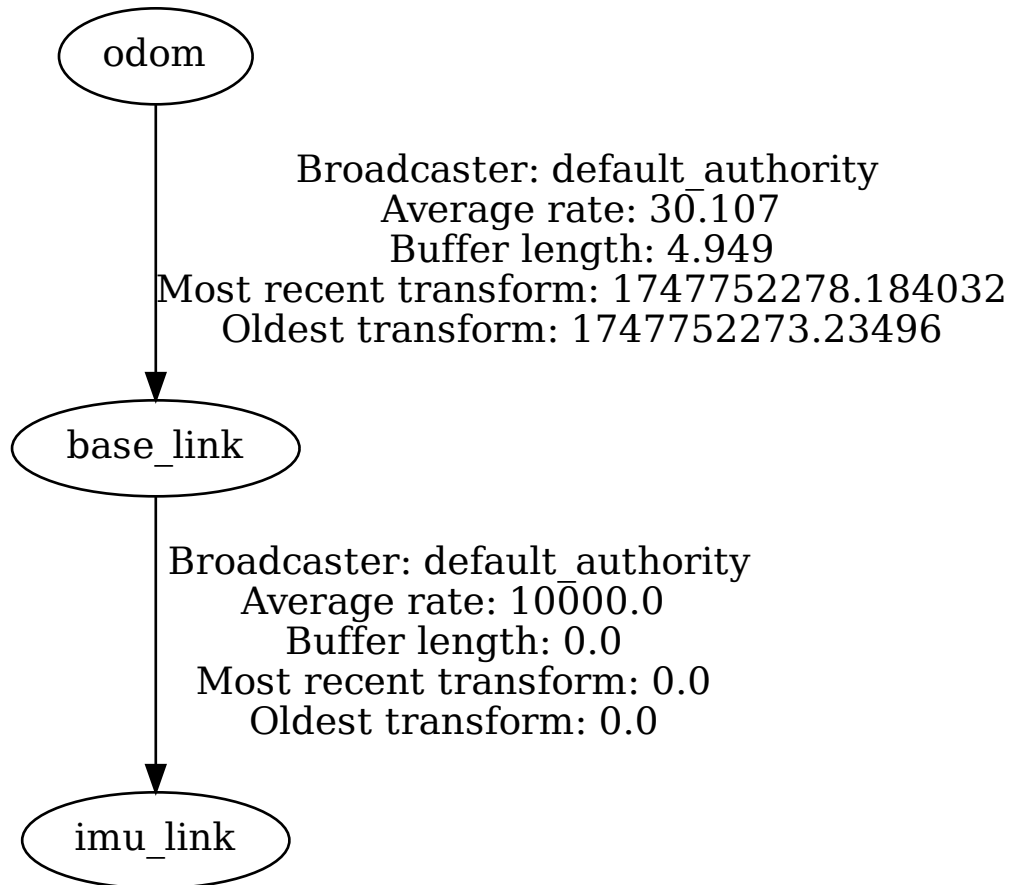 odom
Broadcaster: default_authority
Average rate: 30.107
Buffer length: 4.949
Most recent transform: 1747752278.184032
Oldest transform: 1747752273.23496
base_link
Broadcaster: default_authority
Average rate: 10000.0
Buffer length: 0.0
Most recent transform: 0.0
Oldest transform: 0.0
imu_link